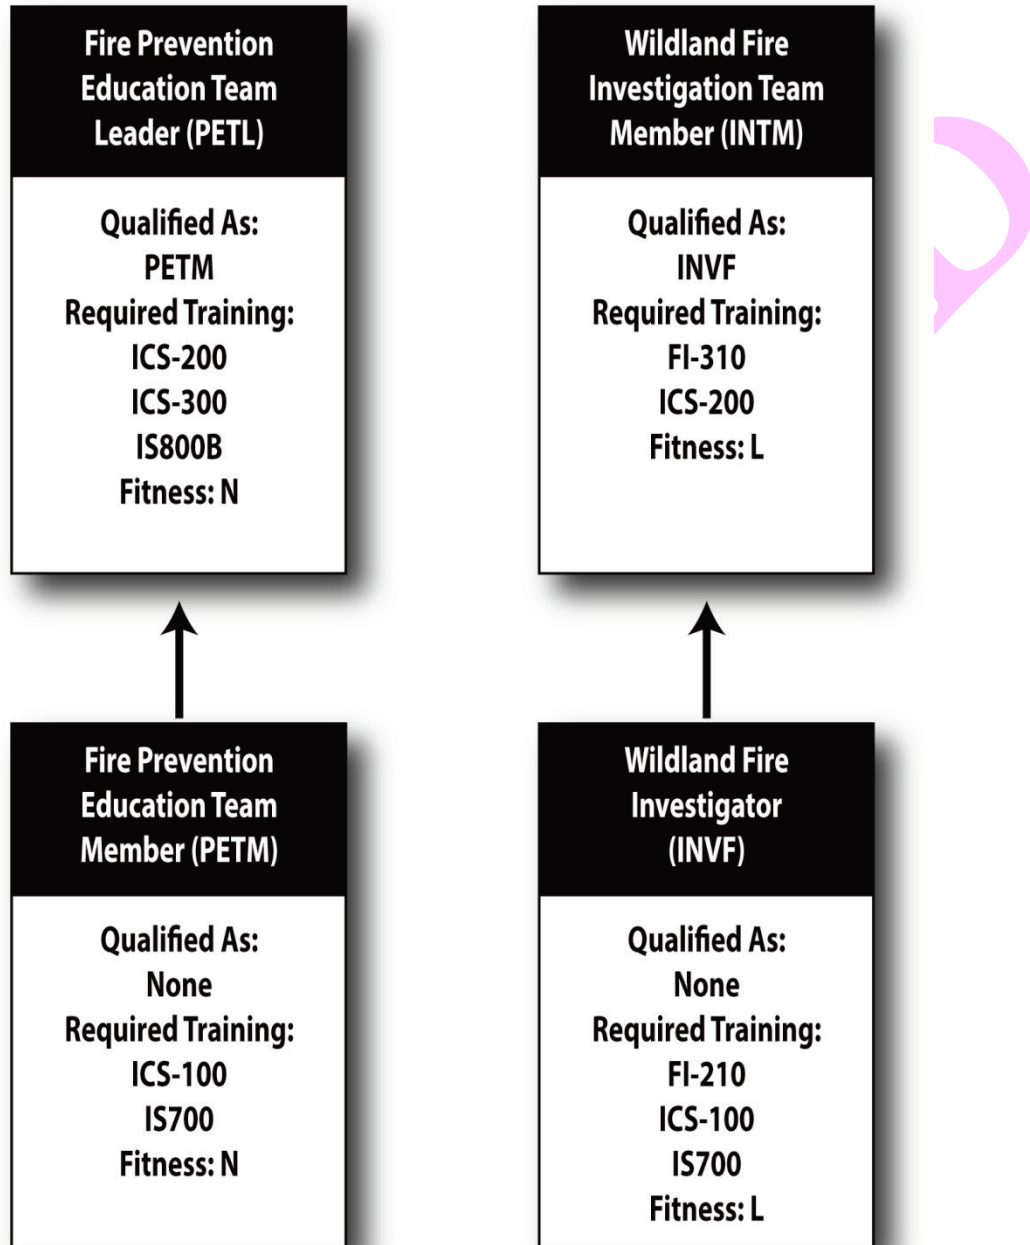 Fire Prevention
Education Team
Leader (PETL)
Qualified As:
PETM
Required Training:
ICS-200
ICS-300
IS800B
Fitness: N
Wildland Fire
Investigation Team
Member (INTM)
Qualified As:
INVF
Required Training:
FI-310
ICS-200
Fitness: L
Fire Prevention
Education Team
Member (PETM)
Qualified As:
None
Required Training:
ICS-100
IS700
Fitness: N
Wildland Fire
Investigator
(INVF)
Qualified As:
None
Required Training:
FI-210
ICS-100
IS700
Fitness: L